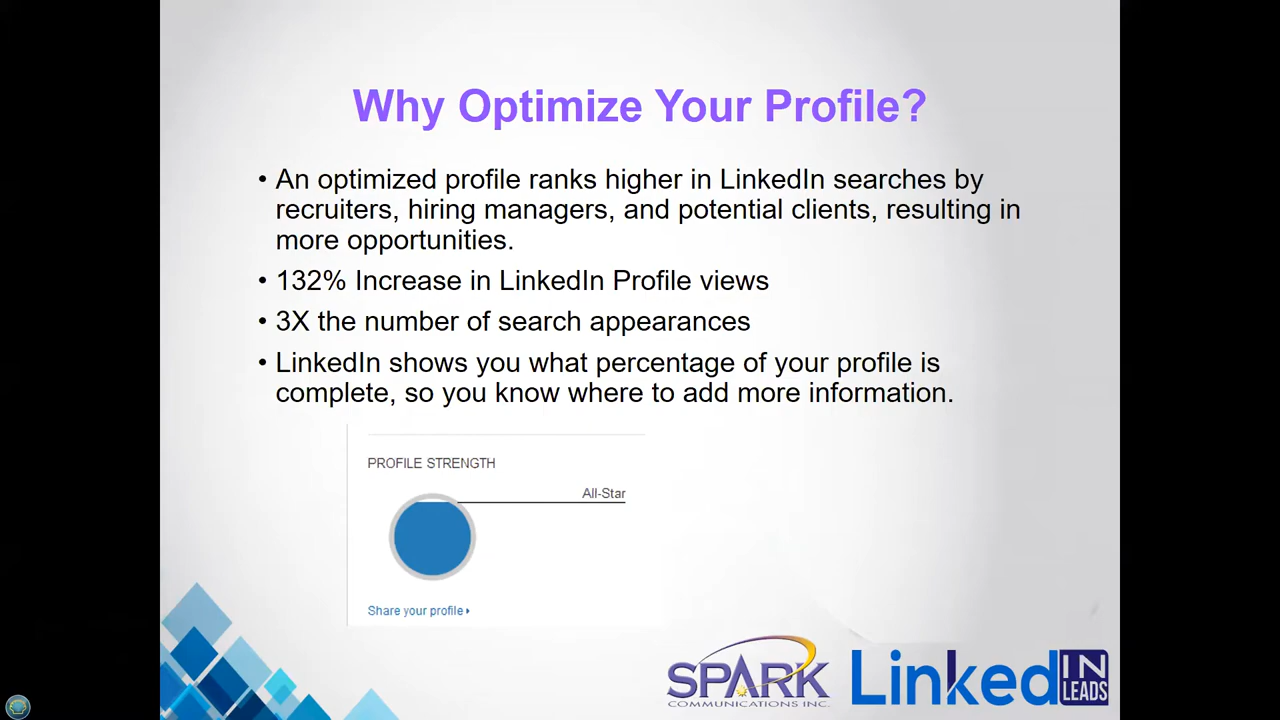 Why Optimize Your Profile?
• An optimized profile ranks higher in LinkedIn searches by
recruiters, hiring managers, and potential clients, resulting in
more opportunities.
• 132% Increase in LinkedIn Profile views
• 3X the number of search appearances
• LinkedIn shows you what percentage of your profile is
complete, so you know where to add more information.
PROFILE STRENGTH
All-Star
Share your profile
SPARK
COMMUNICATIONS INC.
Linked IN
LEADS